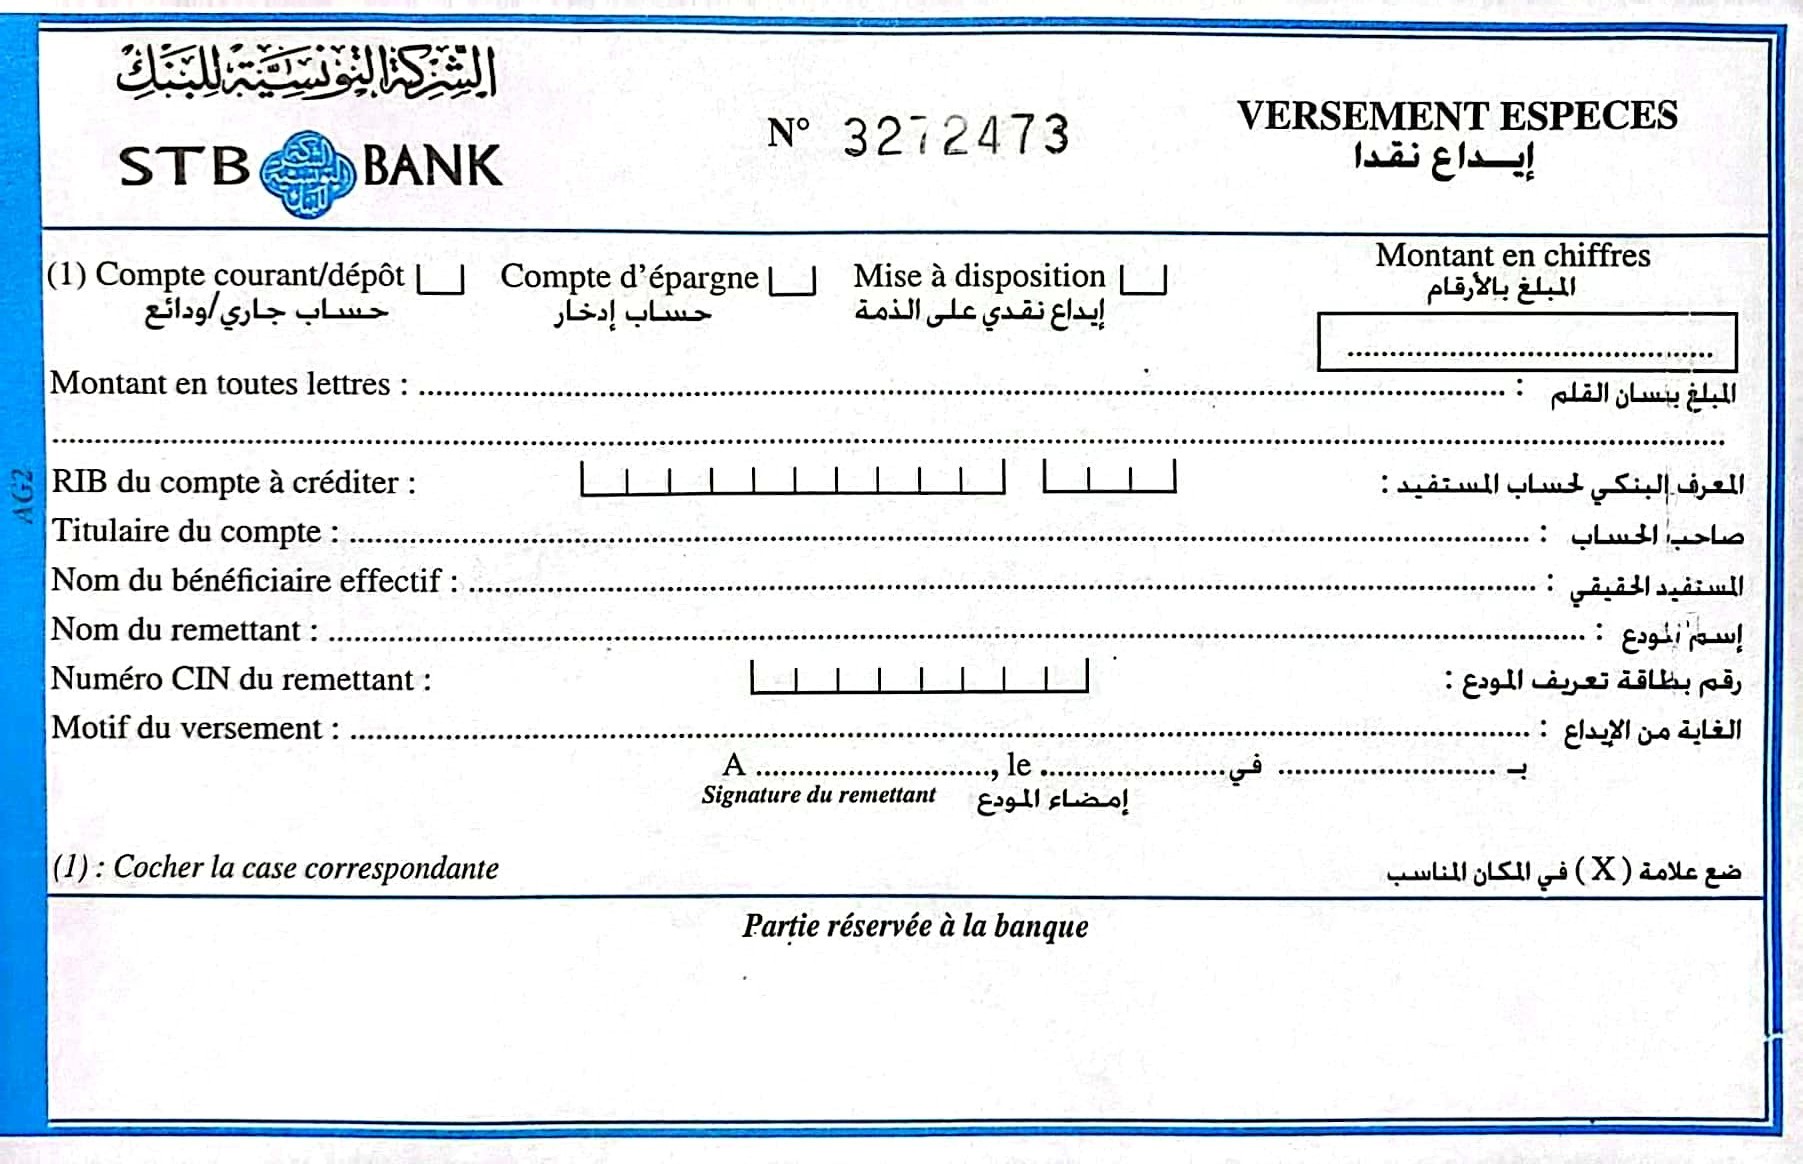 الشركة التونسية للبنك
STB BANK
N° 3272473
VERSEMENT ESPECES
إيداع نقدا
(1) Compte courant/dépôt Compte d'épargne Mise à disposition
حساب جاري/ودائع حساب إدخار إيداع نقدي على الذمة
Montant en chiffres
المبلغ بالأرقام
Montant en toutes lettres : المبلغ بلسان القلم :
RIB du compte à créditer : المعرف البنكي لحساب المستفيد :
Titulaire du compte : صاحب الحساب :
Nom du bénéficiaire effectif : المستفيد الحقيقي :
Nom du remettant : إسم المودع :
Numéro CIN du remettant : رقم بطاقة تعريف المودع :
Motif du versement : الغاية من الإيداع :
A ............................, le ...................... في .......................... بـ
Signature du remettant إمضاء المودع
(1) : Cocher la case correspondante ضع علامة (X) في المكان المناسب
Partie réservée à la banque
AG2